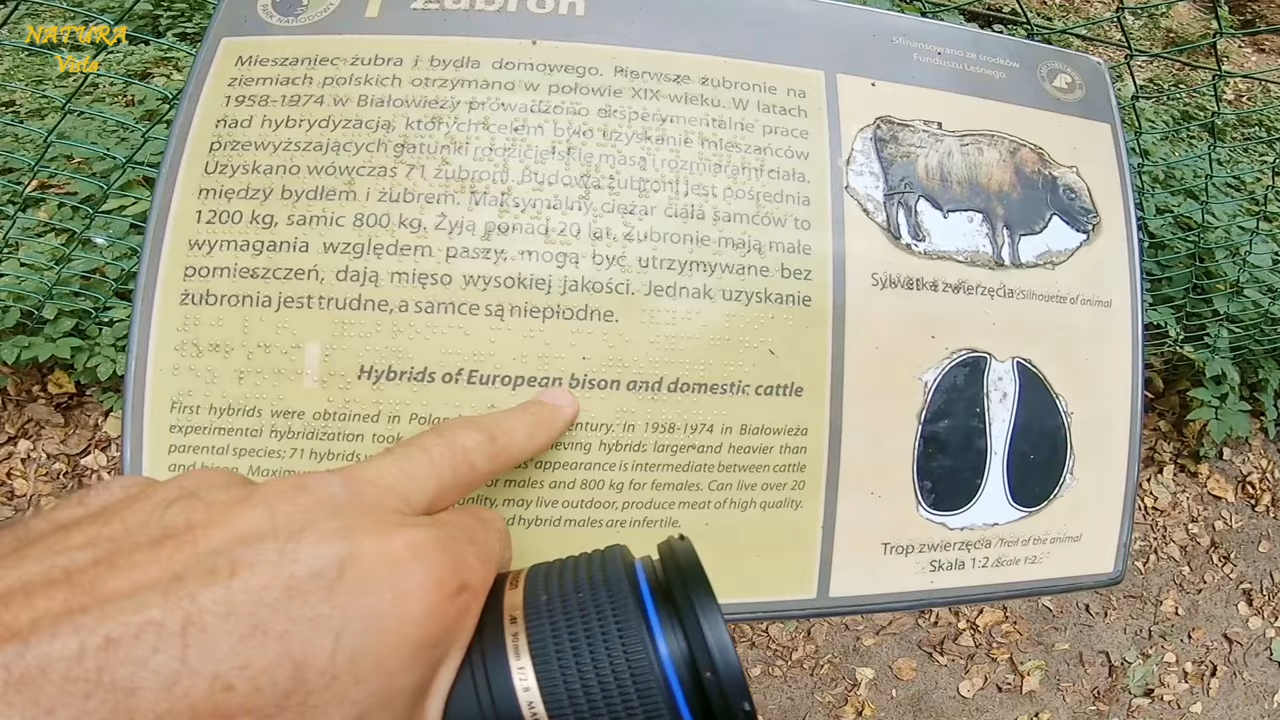 NATURA
Viola
PARK NARODOWY
Żubroń
Sfinansowano ze środków
Funduszu Leśnego
Mieszaniec żubra i bydła domowego. Pierwsze żubronie na
ziemiach polskich otrzymano w połowie XIX wieku. W latach
1958-1974 w Białowieży prowadzono eksperymentalne prace
nad hybrydyzacją, których celem było uzyskanie mieszańców
przewyższających gatunki rodzicielskie masą i rozmiarami ciała.
Uzyskano wówczas 71 żubroni. Budowa żubroni jest pośrednia
między bydłem i żubrem. Maksymalny ciężar ciała samców to
1200 kg, samic 800 kg. Żyją ponad 20 lat. Żubronie mają małe
wymagania względem paszy, mogą być utrzymywane bez
pomieszczeń, dają mięso wysokiej jakości. Jednak uzyskanie
żubronia jest trudne, a samce są niepłodne.
Hybrids of European bison and domestic cattle
First hybrids were obtained in Poland century. In 1958-1974 in Białowieża
experimental hybridization took larger and heavier than
parental species; 71 hybrids appearance is intermediate between cattle
and bison. Maximum or males and 800 kg for females. Can live over 20
may live outdoor, produce meat of high quality.
hybrid males are infertile.
Sylwetka zwierzęcia /Silhouette of animal
Trop zwierzęcia /Trail of the animal
Skala 1:2 /Scale 1:2
90mm f/2.8